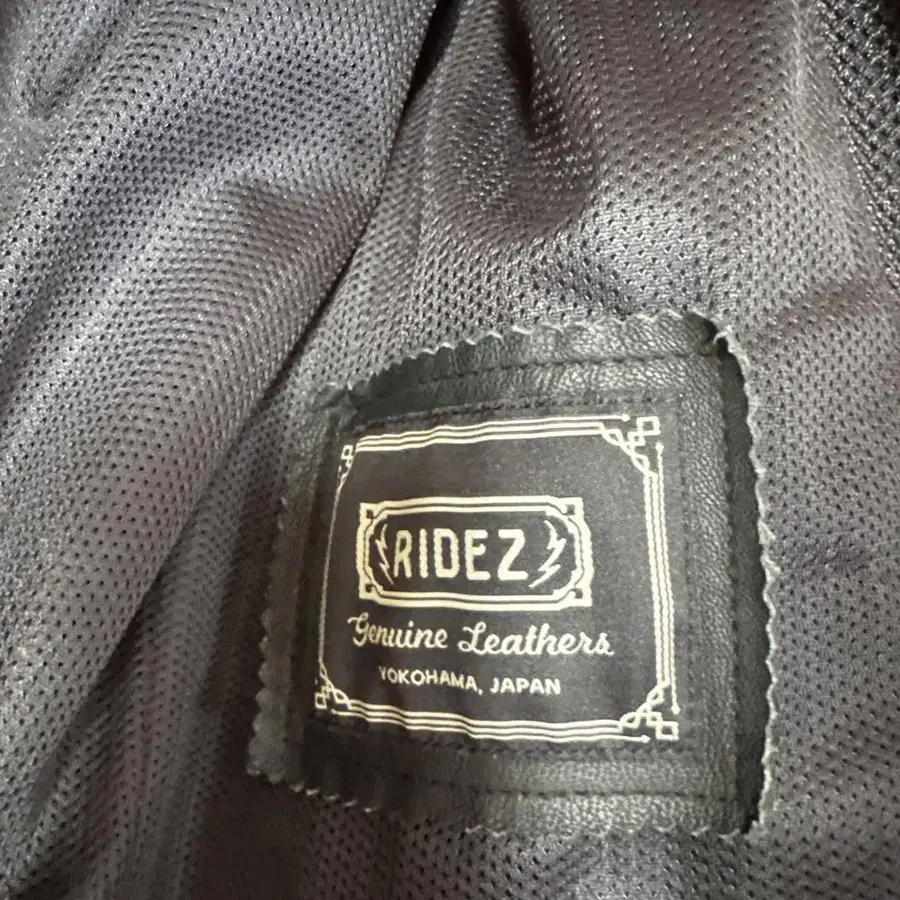 RIDEZ
Genuine Leathers
YOKOHAMA, JAPAN